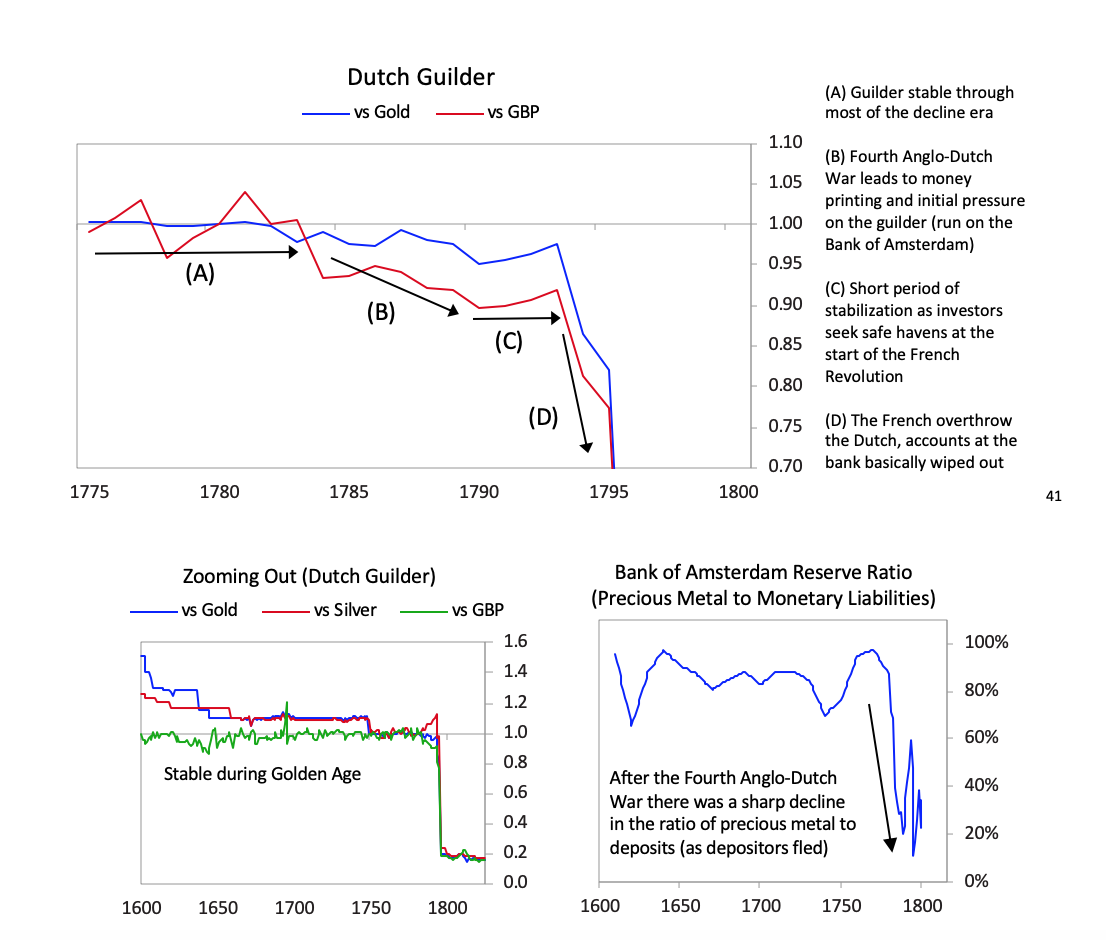 Dutch Guilder
vs Gold
vs GBP
1.10
1.05
1.00
0.95
0.90
0.85
0.80
0.75
0.70
(A)
(B)
(C)
(D)
1775
1780
1785
1790
1795
1800
(A) Guilder stable through
most of the decline era
(B) Fourth Anglo-Dutch
War leads to money
printing and initial pressure
on the guilder (run on the
Bank of Amsterdam)
(C) Short period of
stabilization as investors
seek safe havens at the
start of the French
Revolution
(D) The French overthrow
the Dutch, accounts at the
bank basically wiped out
41
Zooming Out (Dutch Guilder)
vs Gold
vs Silver
vs GBP
1.6
1.4
1.2
1.0
0.8
0.6
0.4
0.2
0.0
Stable during Golden Age
1600
1650
1700
1750
1800
Bank of Amsterdam Reserve Ratio
(Precious Metal to Monetary Liabilities)
100%
80%
60%
40%
20%
0%
After the Fourth Anglo-Dutch
War there was a sharp decline
in the ratio of precious metal to
deposits (as depositors fled)
1600
1650
1700
1750
1800